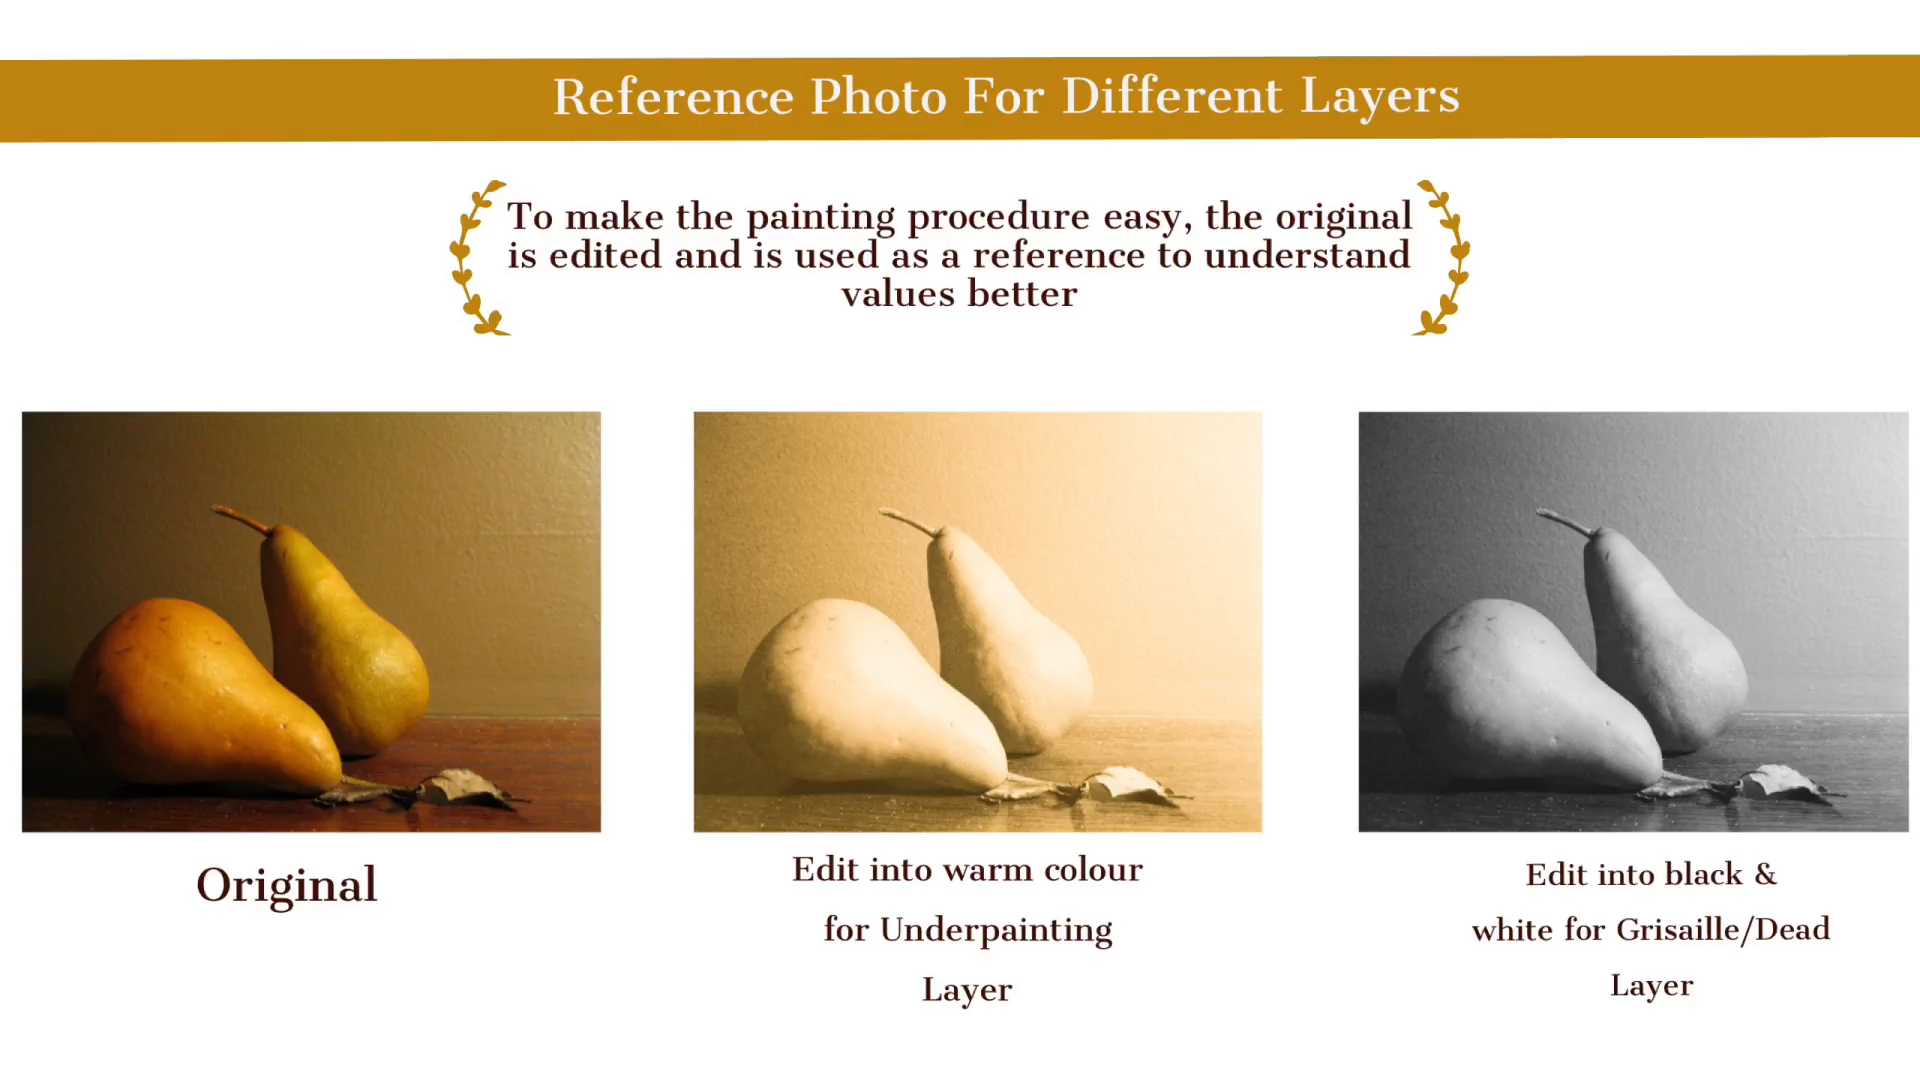 Reference Photo For Different Layers
To make the painting procedure easy, the original
is edited and is used as a reference to understand
values better
Original
Edit into warm colour
for Underpainting
Layer
Edit into black &
white for Grisaille/Dead
Layer